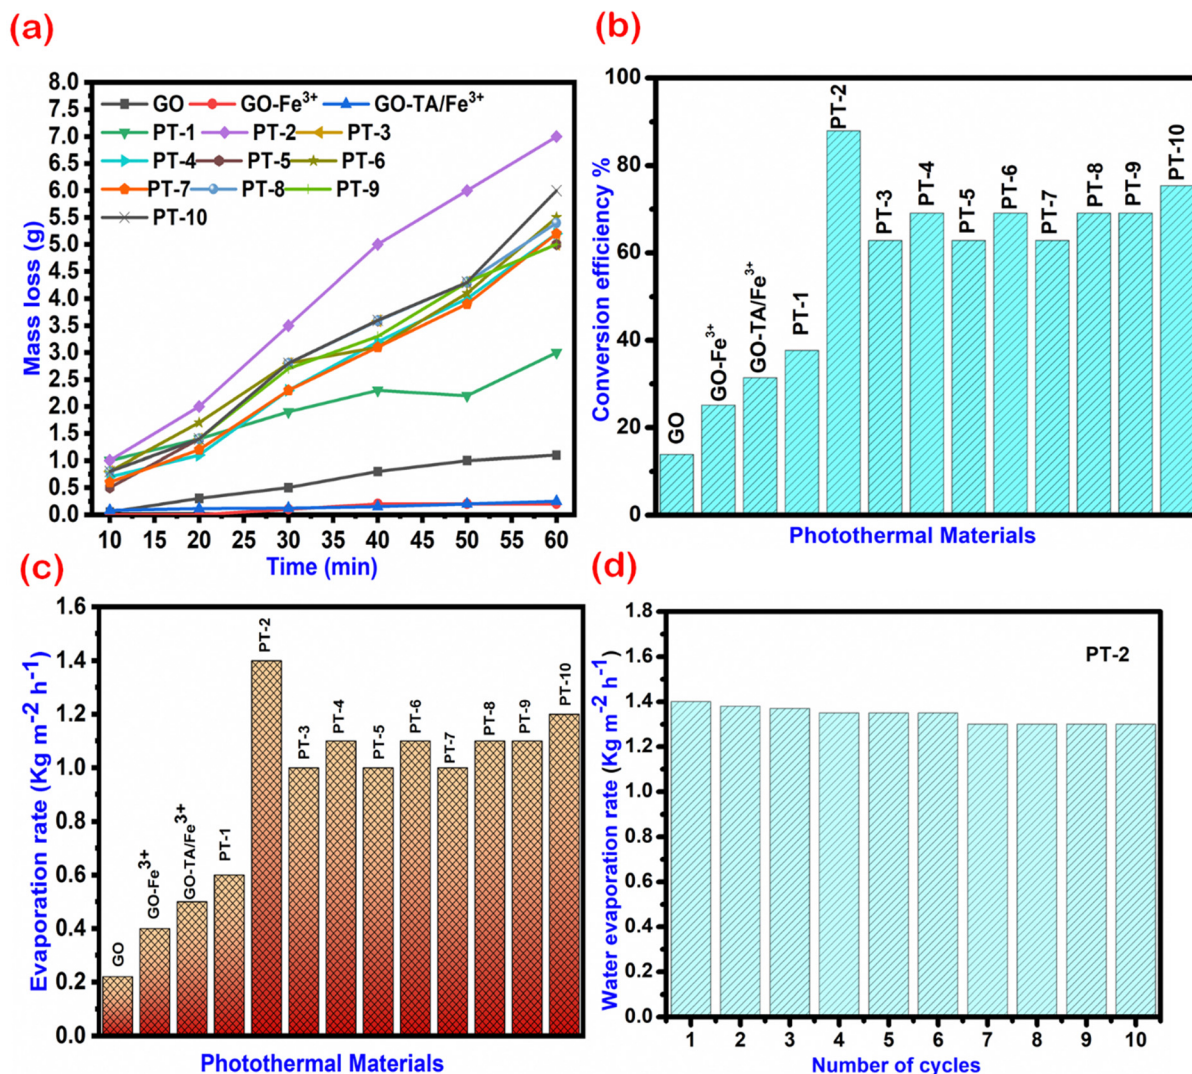 (a)
8.0
7.5
7.0
6.5
6.0
5.5
5.0
4.5
4.0
3.5
3.0
2.5
2.0
1.5
1.0
0.5
0.0
Mass loss (g)
GO GO-Fe³⁺ GO-TA/Fe³⁺
PT-1 PT-2 PT-3
PT-4 PT-5 PT-6
PT-7 PT-8 PT-9
PT-10
10 15 20 25 30 35 40 45 50 55 60
Time (min)
(b)
100
80
60
40
20
0
Conversion efficiency %
GO
GO-Fe³⁺
GO-TA/Fe³⁺
PT-1
PT-2
PT-3
PT-4
PT-5
PT-6
PT-7
PT-8
PT-9
PT-10
Photothermal Materials
(c)
1.6
1.4
1.2
1.0
0.8
0.6
0.4
0.2
0.0
Evaporation rate (Kg m⁻² h⁻¹)
GO
GO-Fe³⁺
GO-TA/Fe³⁺
PT-1
PT-2
PT-3
PT-4
PT-5
PT-6
PT-7
PT-8
PT-9
PT-10
Photothermal Materials
(d)
1.8
1.6
1.4
1.2
1.0
0.8
0.6
0.4
0.2
0.0
Water evaporation rate (Kg m⁻² h⁻¹)
PT-2
1 2 3 4 5 6 7 8 9 10
Number of cycles